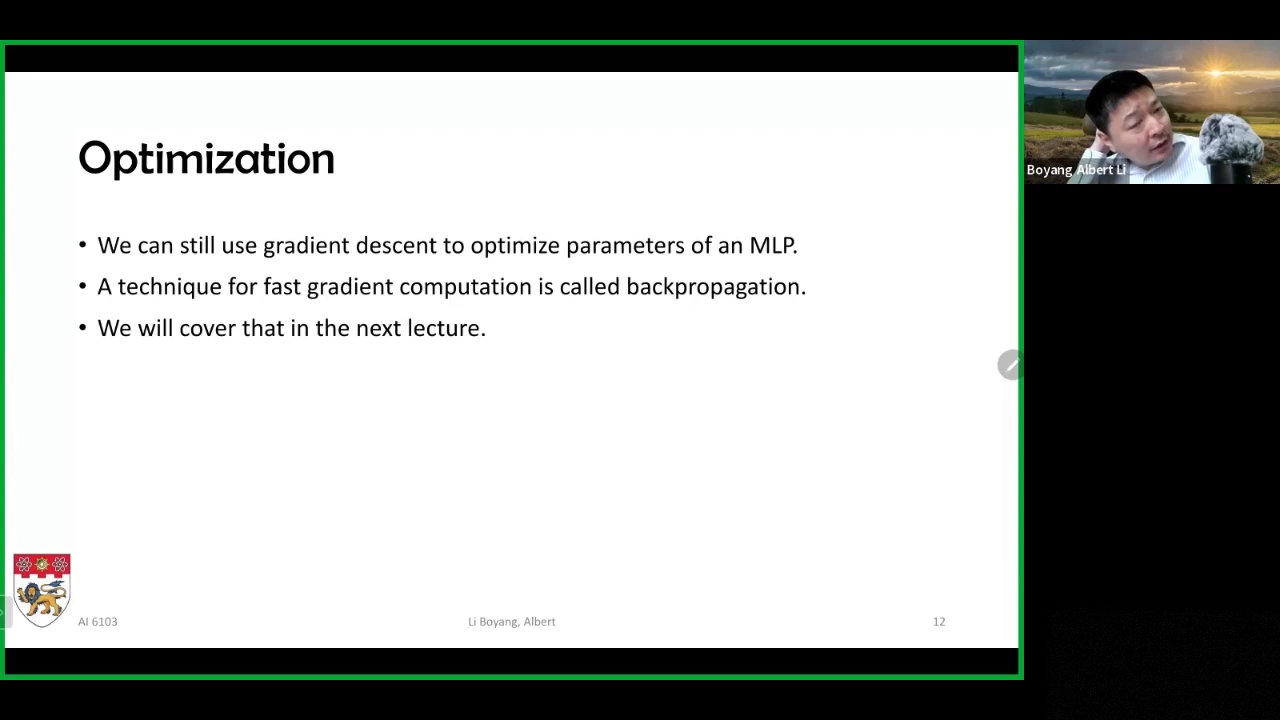 Optimization
• We can still use gradient descent to optimize parameters of an MLP.
• A technique for fast gradient computation is called backpropagation.
• We will cover that in the next lecture.
AI 6103
Li Boyang, Albert
12
Boyang Albert Li